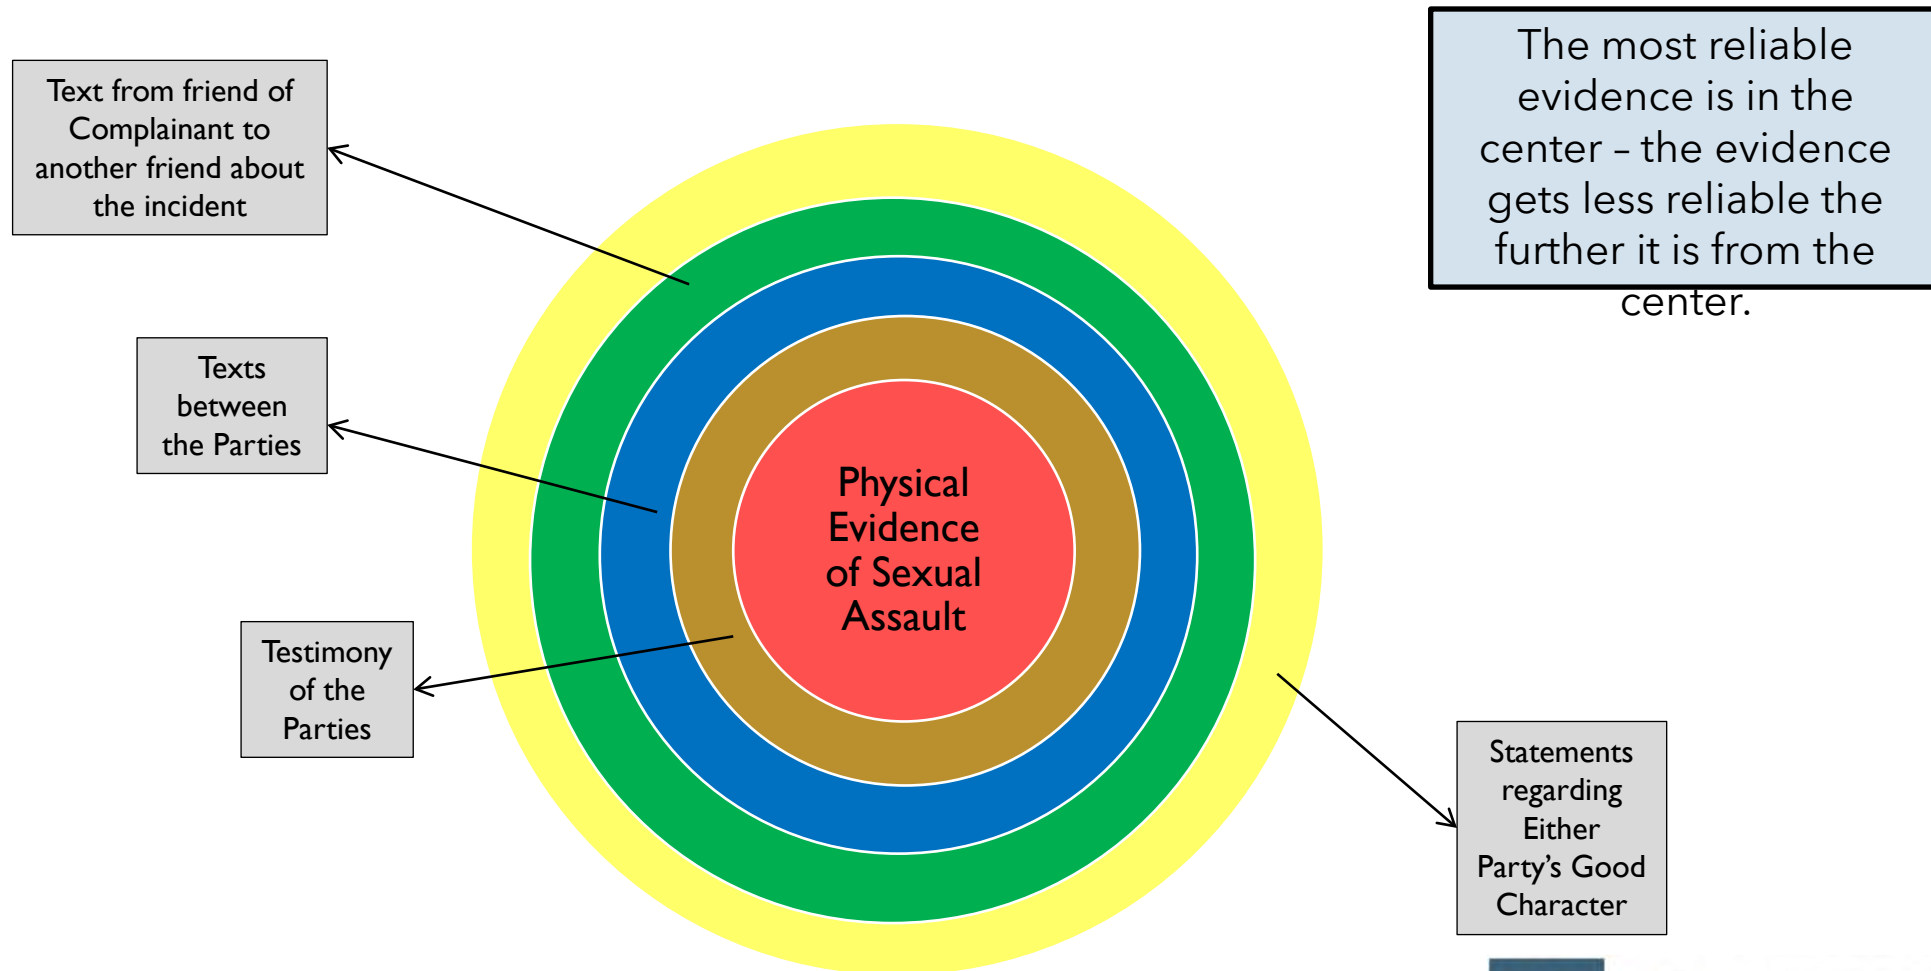 Text from friend of
Complainant to
another friend about
the incident
Texts
between
the Parties
Testimony
of the
Parties
Physical
Evidence
of Sexual
Assault
The most reliable
evidence is in the
center – the evidence
gets less reliable the
further it is from the
center.
Statements
regarding
Either
Party’s Good
Character